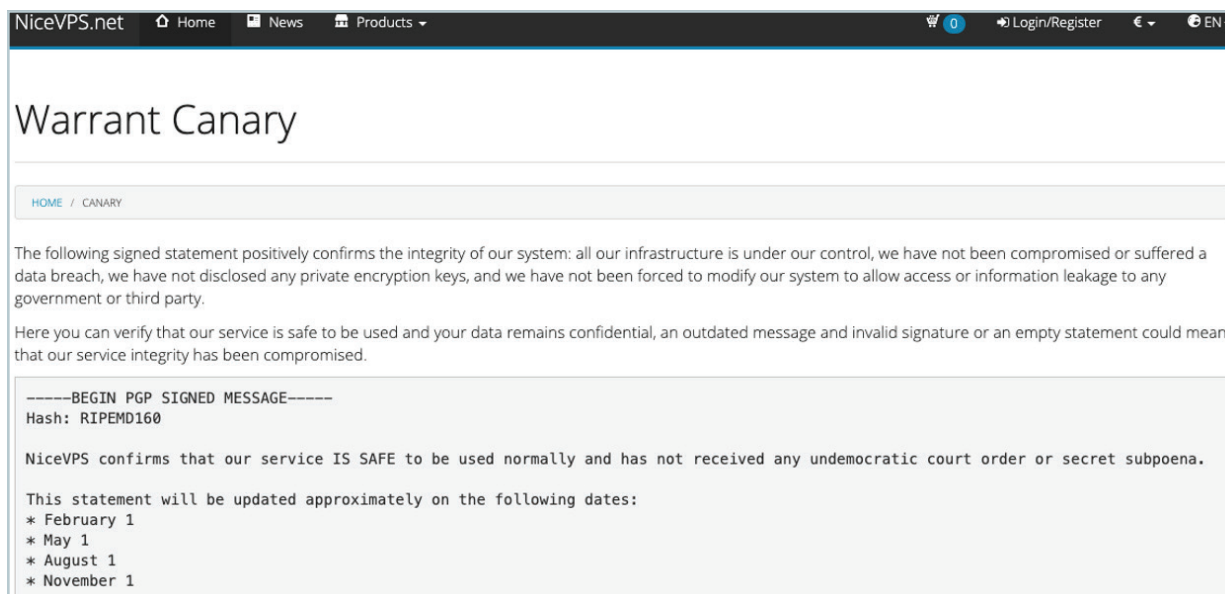 NiceVPS.net Home News Products 0 Login/Register € EN
Warrant Canary
HOME / CANARY
The following signed statement positively confirms the integrity of our system: all our infrastructure is under our control, we have not been compromised or suffered a
data breach, we have not disclosed any private encryption keys, and we have not been forced to modify our system to allow access or information leakage to any
government or third party.
Here you can verify that our service is safe to be used and your data remains confidential, an outdated message and invalid signature or an empty statement could mean
that our service integrity has been compromised.
-----BEGIN PGP SIGNED MESSAGE-----
Hash: RIPEMD160
NiceVPS confirms that our service IS SAFE to be used normally and has not received any undemocratic court order or secret subpoena.
This statement will be updated approximately on the following dates:
* February 1
* May 1
* August 1
* November 1